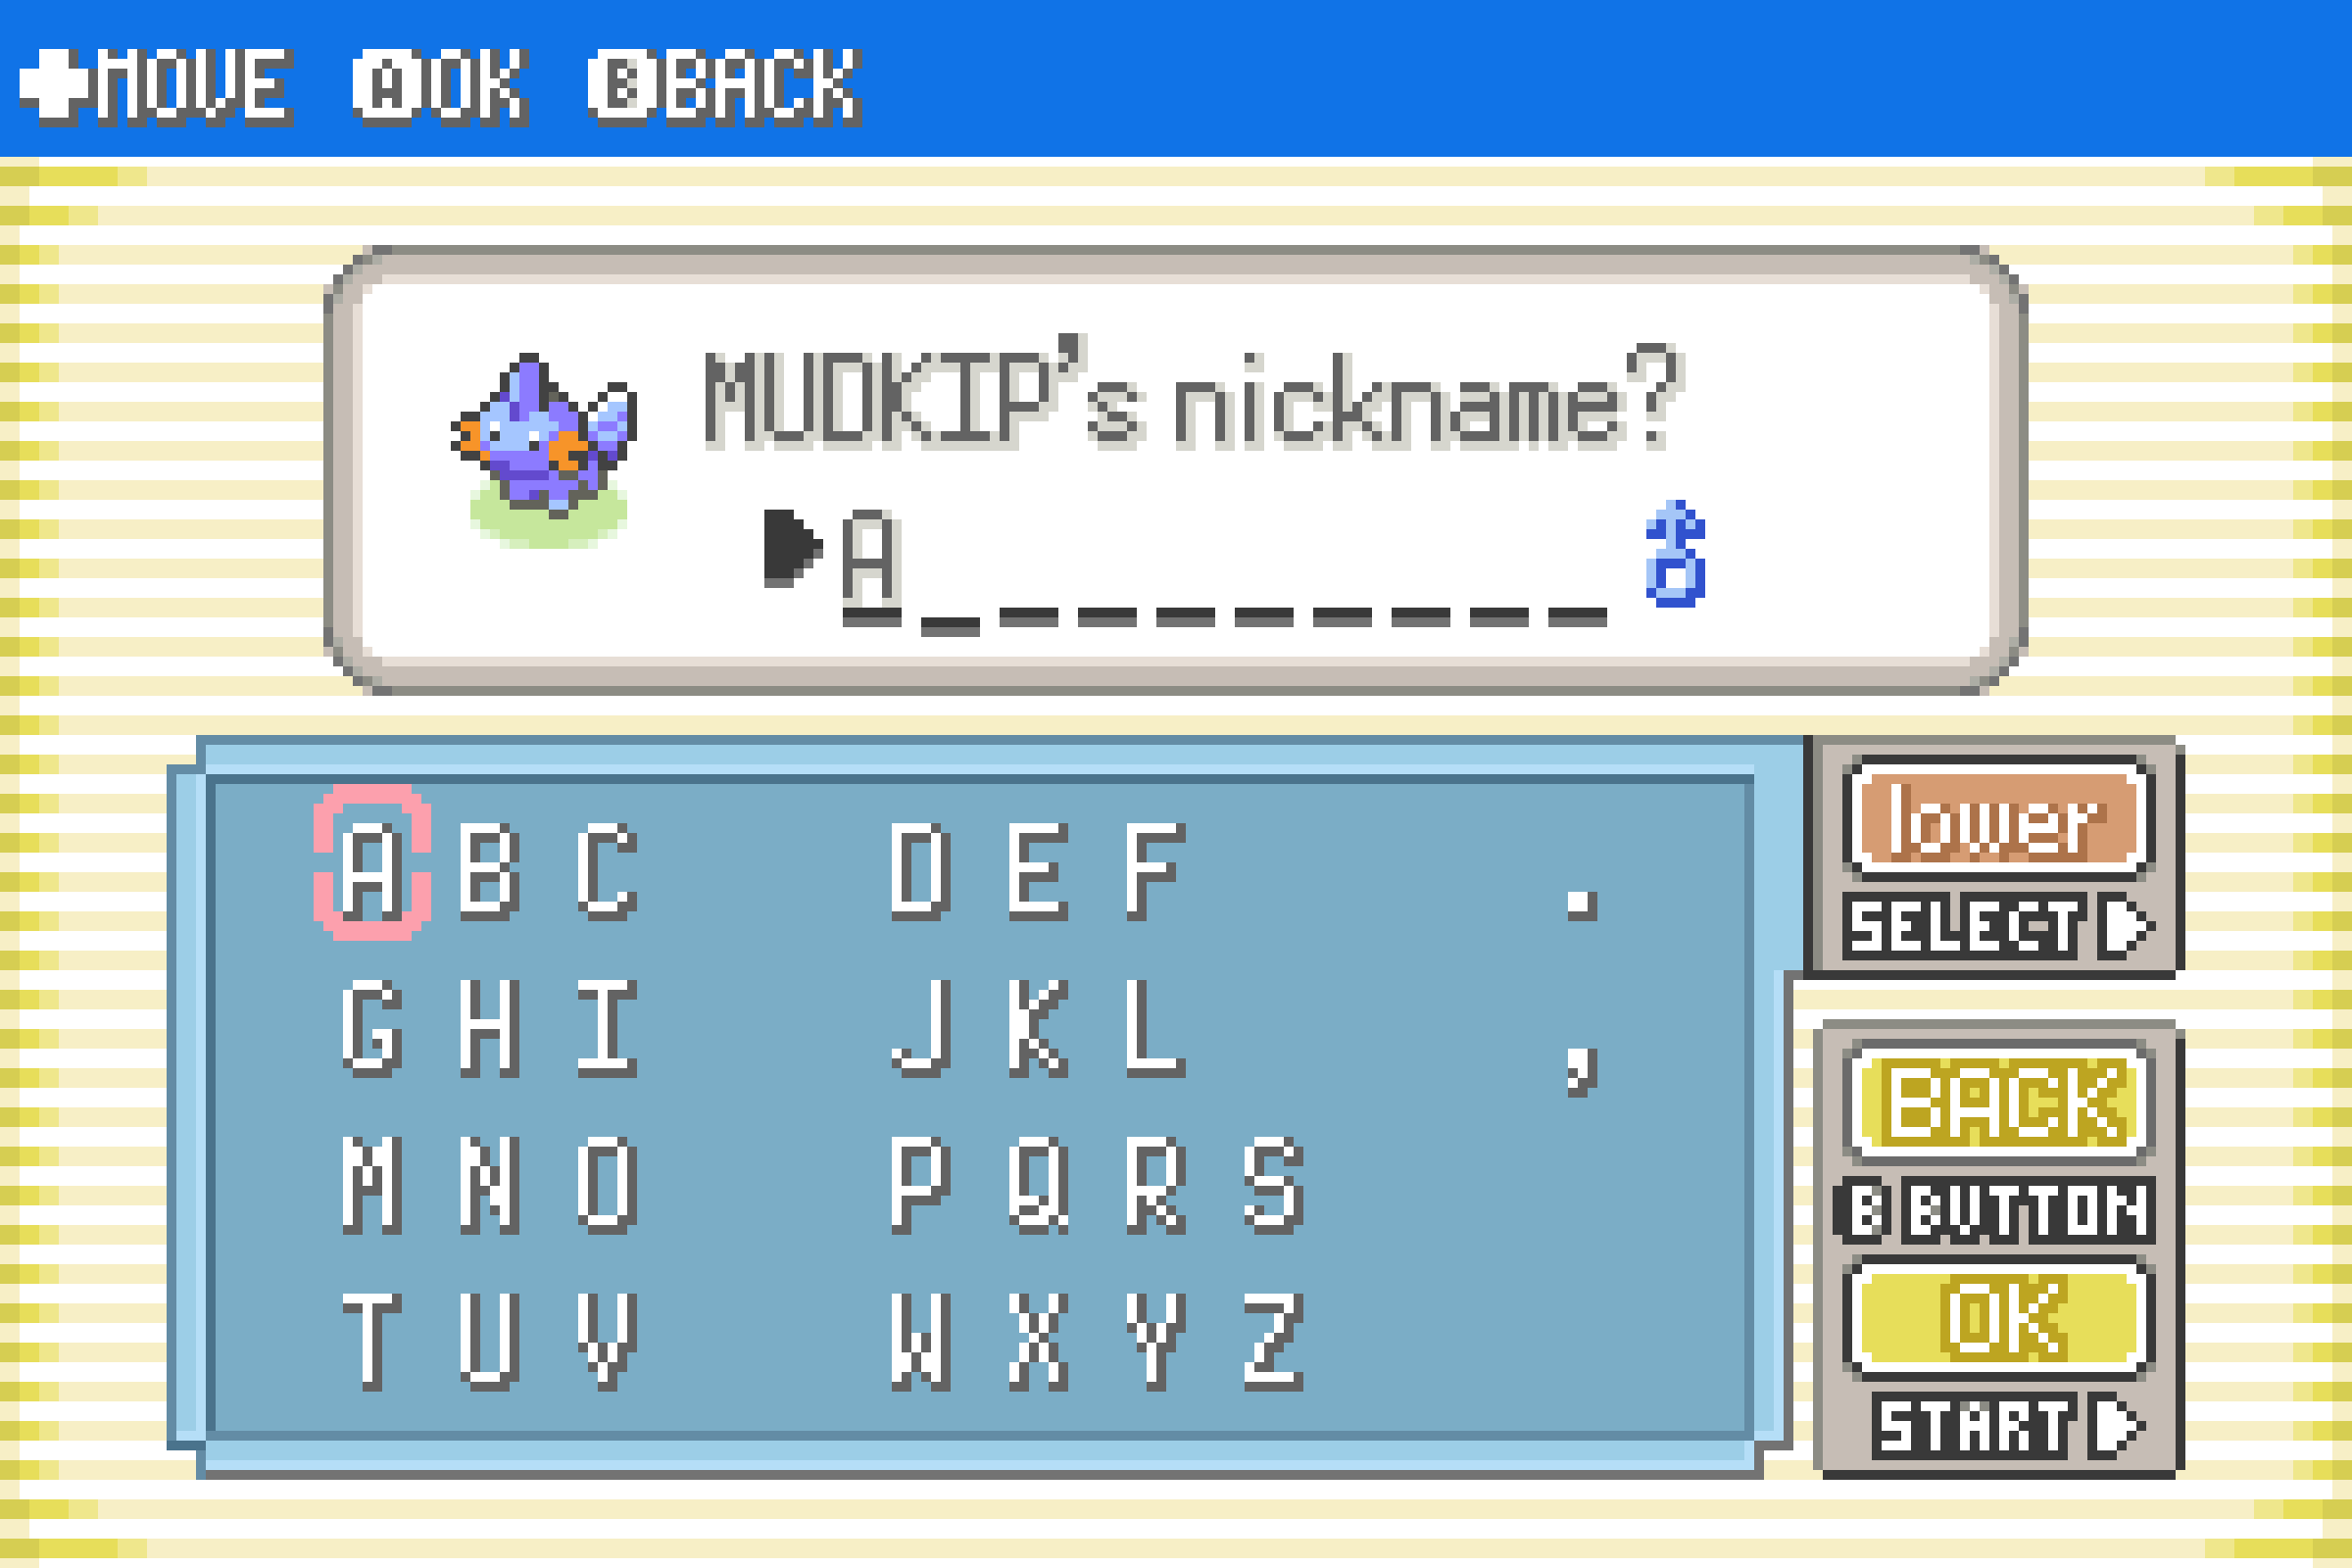 MOVE A OK B BACK
MUDKIP's nickname?
A _ _ _ _ _ _ _ _ _ ♂
A B C D E F .
G H I J K L ,
M N O P Q R S
T U V W X Y Z
lower
SELECT
BACK
B BUTTON
OK
START